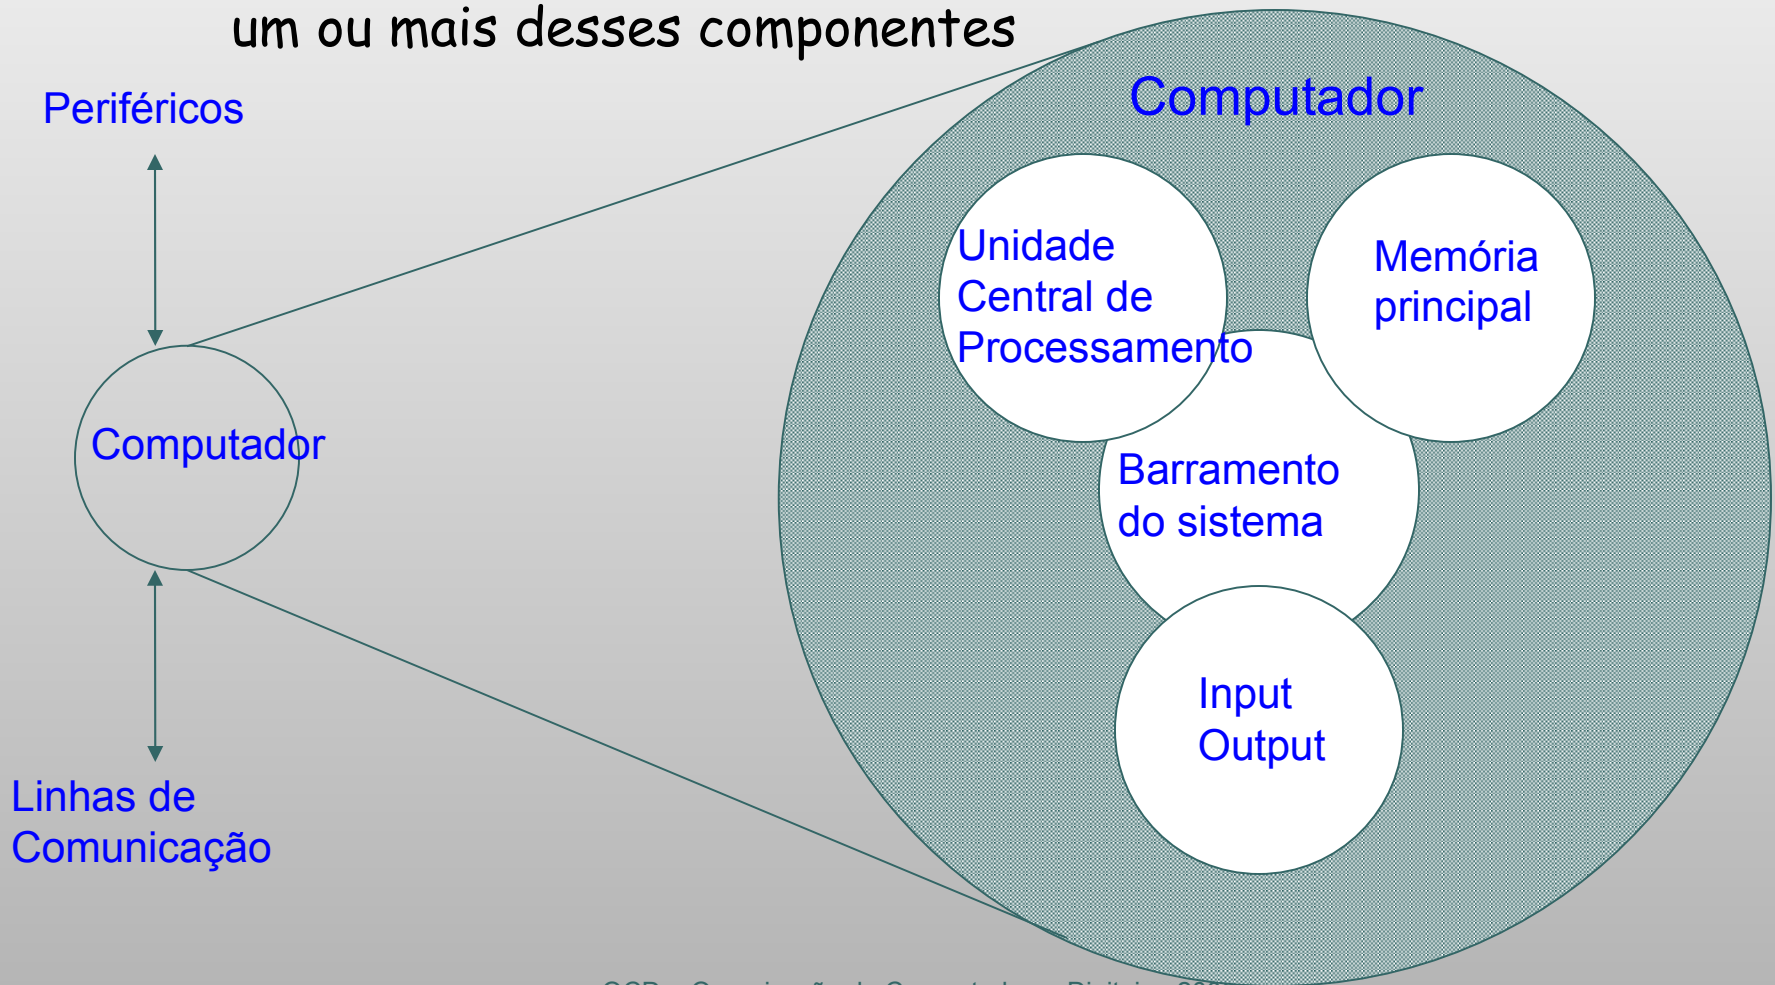 um ou mais desses componentes
Periféricos
Computador
Linhas de
Comunicação
Computador
Unidade
Central de
Processamento
Memória
principal
Barramento
do sistema
Input
Output